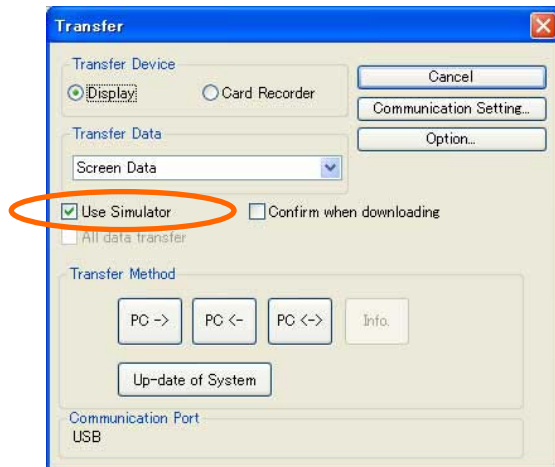 Transfer
Transfer Device
Display
Card Recorder
Cancel
Communication Setting...
Option...
Transfer Data
Screen Data
Use Simulator
Confirm when downloading
All data transfer
Transfer Method
PC ->
PC <-
PC <->
Info.
Up-date of System
Communication Port
USB